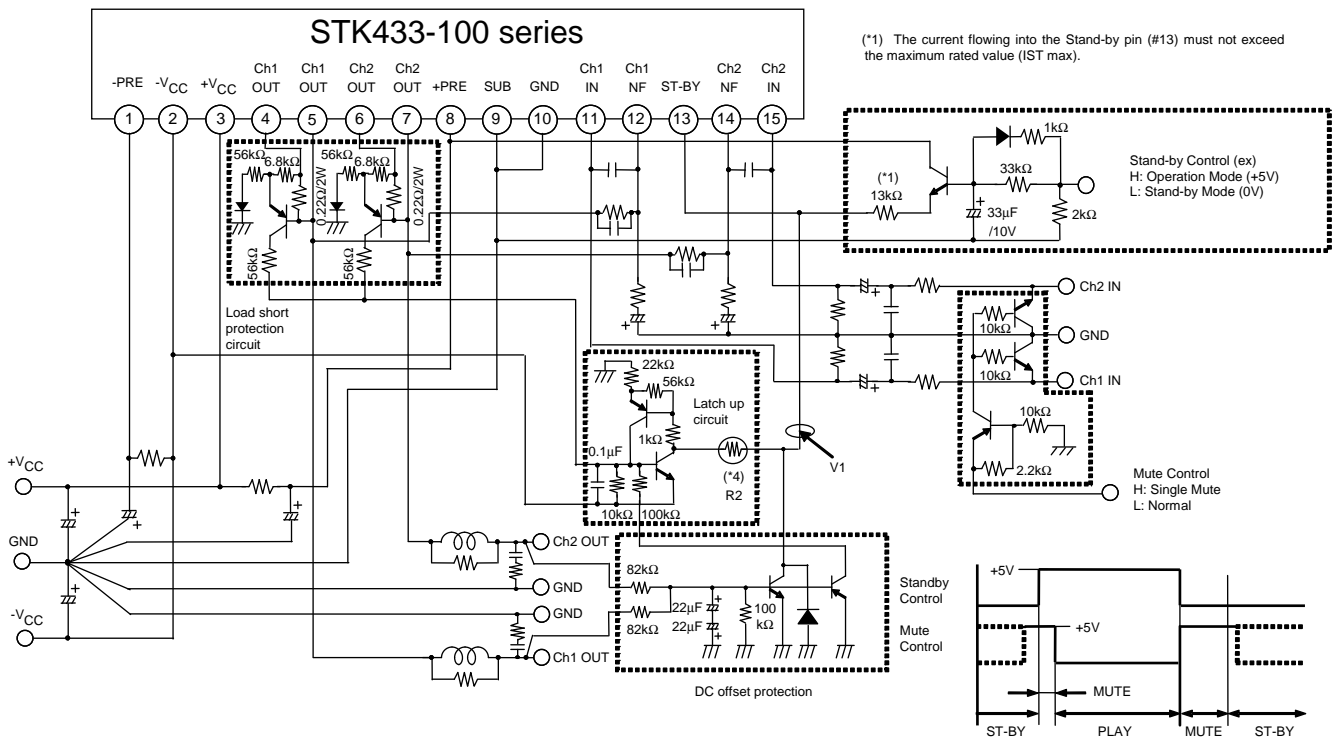 STK433-100 series
(*1) The current flowing into the Stand-by pin (#13) must not exceed
the maximum rated value (IST max).
-PRE
-VCC
+VCC
Ch1
OUT
Ch1
OUT
Ch2
OUT
Ch2
OUT
+PRE
SUB
GND
Ch1
IN
Ch1
NF
ST-BY
Ch2
NF
Ch2
IN
1 2 3 4 5 6 7 8 9 10 11 12 13 14 15
56kΩ
6.8kΩ
0.22Ω/2W
56kΩ
56kΩ
6.8kΩ
0.22Ω/2W
56kΩ
Load short
protection
circuit
(*1)
13kΩ
1kΩ
33kΩ
33µF
/10V
2kΩ
Stand-by Control (ex)
H: Operation Mode (+5V)
L: Stand-by Mode (0V)
Ch2 IN
GND
Ch1 IN
10kΩ
10kΩ
10kΩ
2.2kΩ
Mute Control
H: Single Mute
L: Normal
22kΩ
56kΩ
Latch up
circuit
1kΩ
0.1µF
10kΩ
100kΩ
(*4)
R2
V1
+VCC
GND
-VCC
Ch2 OUT
GND
GND
Ch1 OUT
82kΩ
82kΩ
22µF
22µF
100
kΩ
DC offset protection
Standby
Control
Mute
Control
+5V
+5V
MUTE
ST-BY
PLAY
MUTE
ST-BY